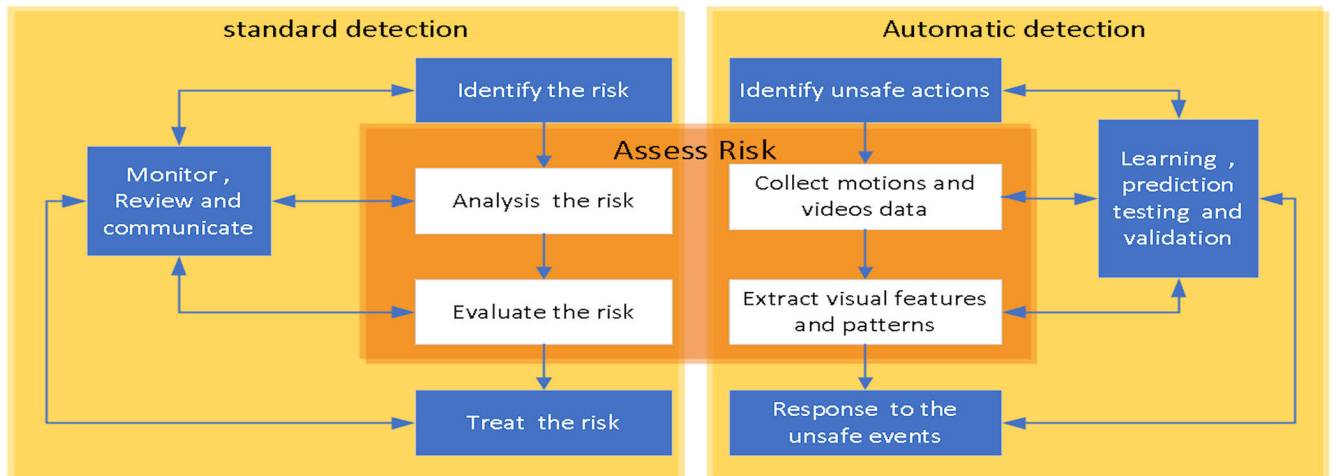 standard detection
Identify the risk
Monitor ,
Review and
communicate
Analysis the risk
Evaluate the risk
Treat the risk
Assess Risk
Automatic detection
Identify unsafe actions
Collect motions and
videos data
Learning ,
prediction
testing and
validation
Extract visual features
and patterns
Response to the
unsafe events